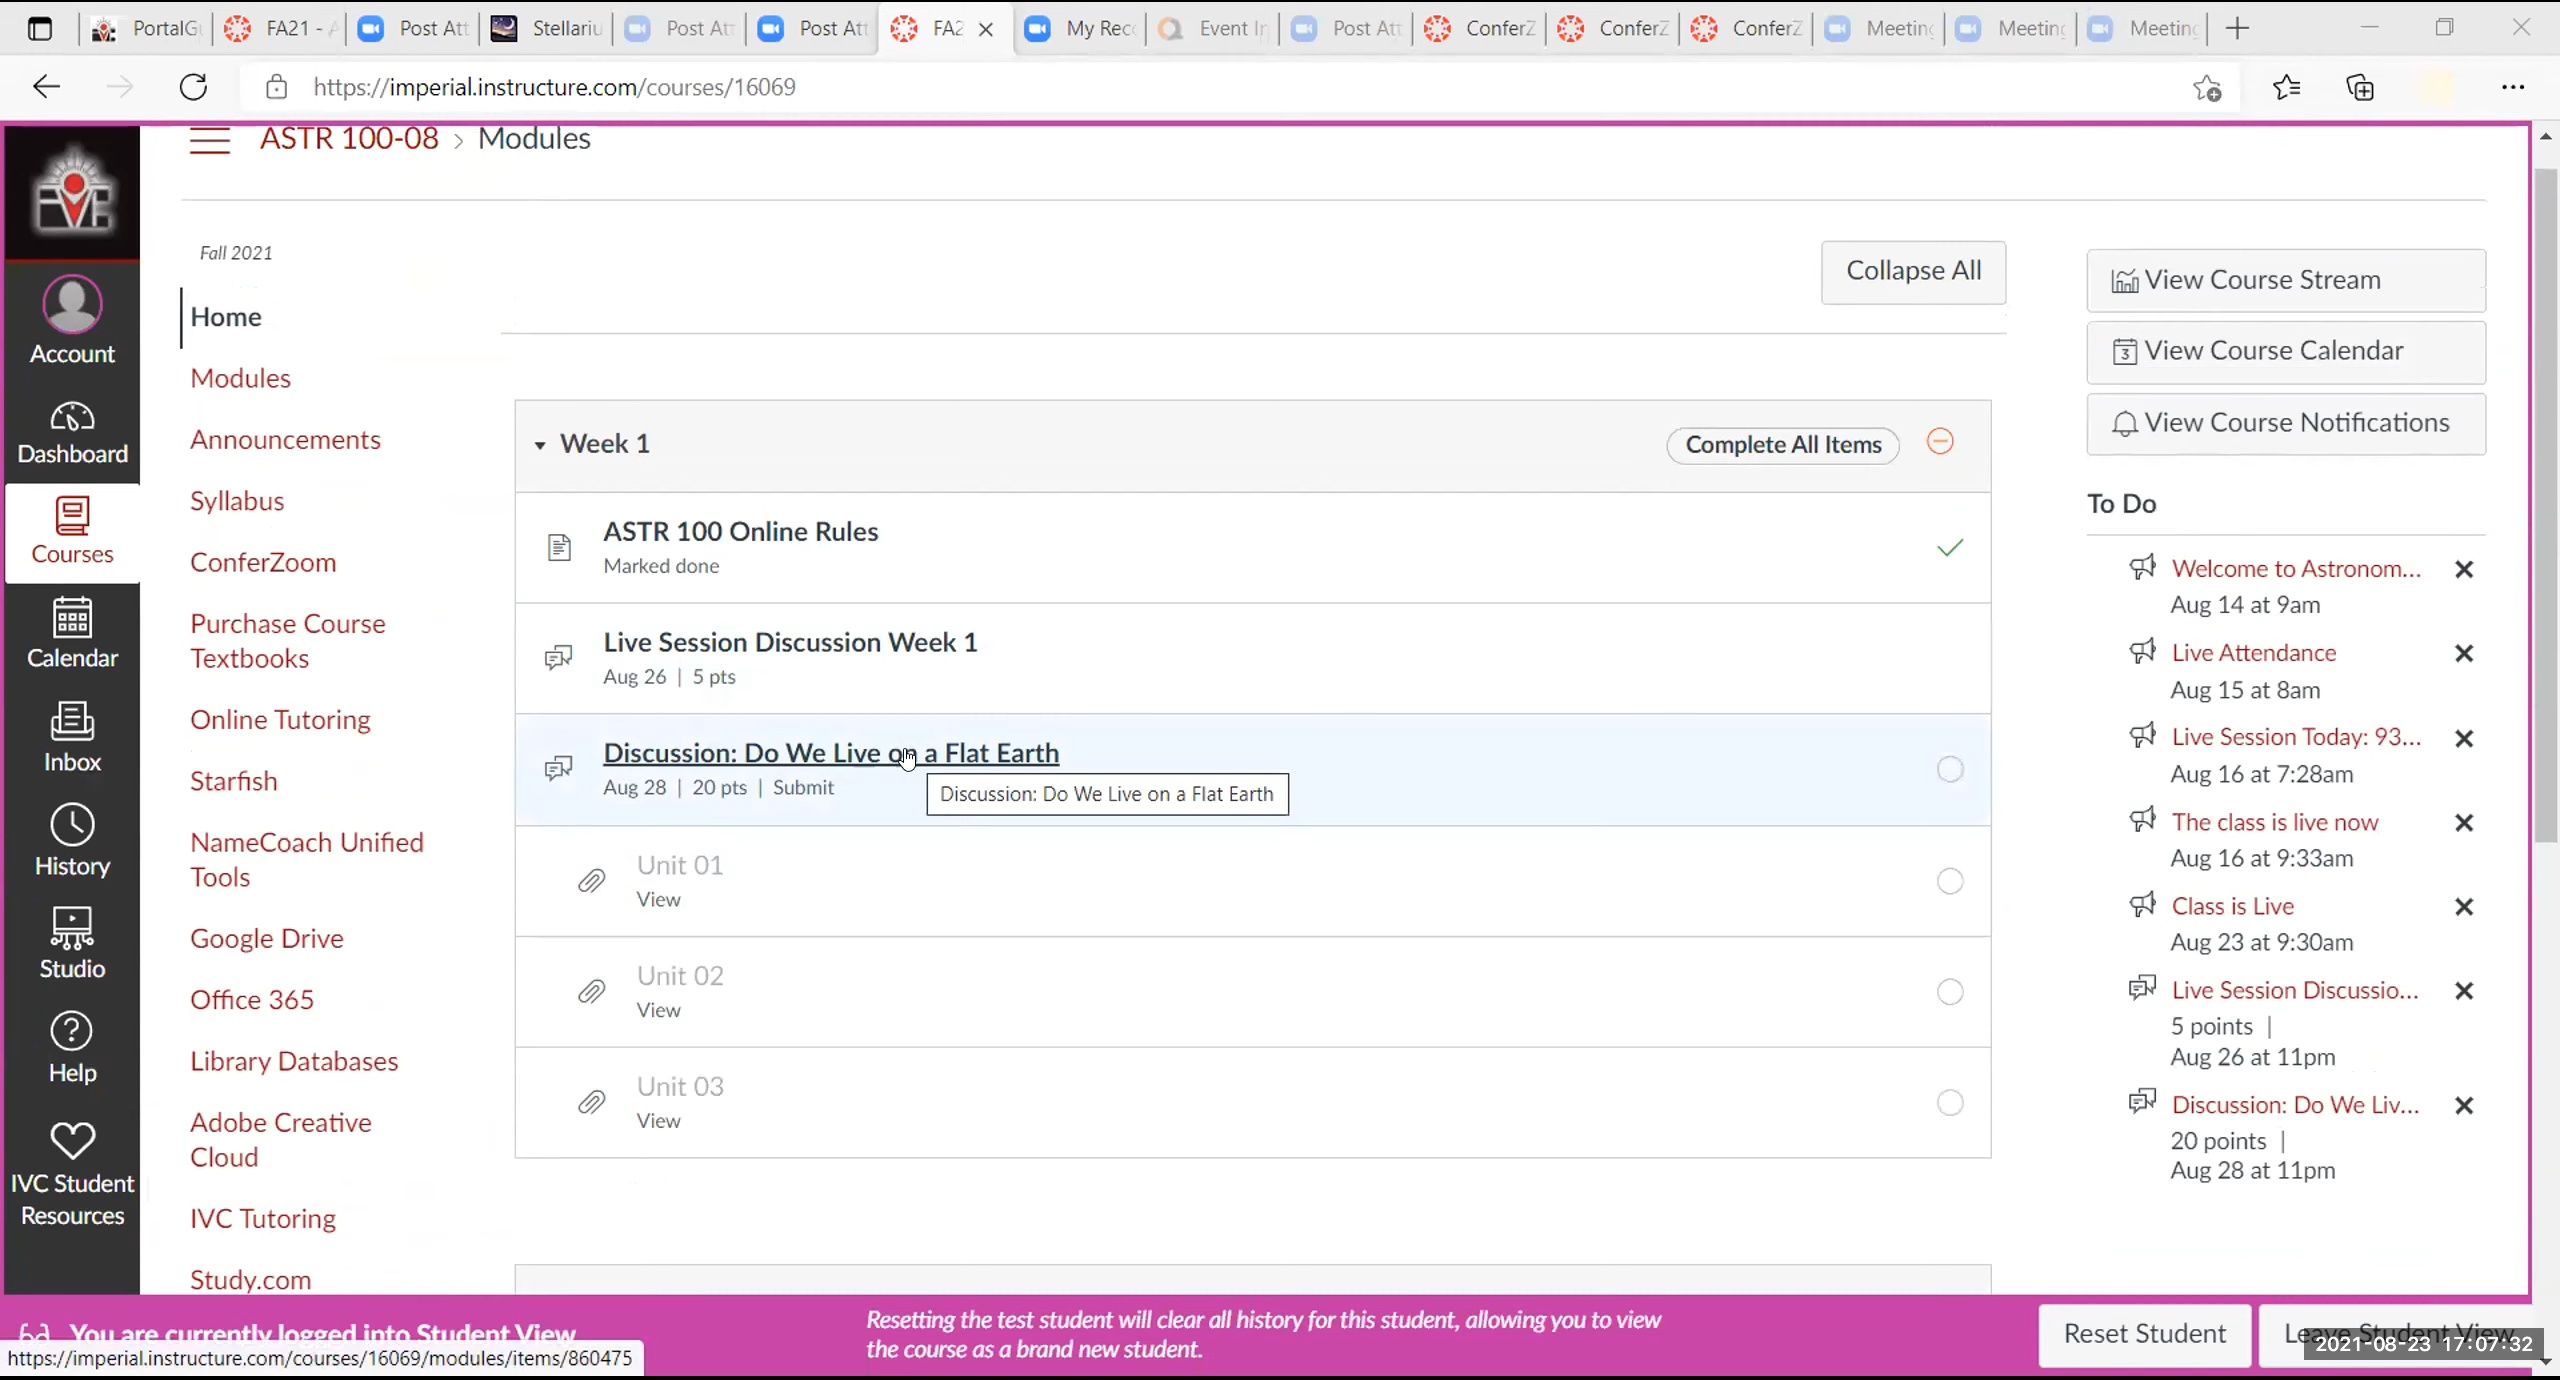 PortalG
FA21 - A
Post Att
Stellariu
Post Att
Post Att
FA2
My Rec
Event I
Post Att
ConferZ
ConferZ
ConferZ
Meeting
Meeting
Meeting
https://imperial.instructure.com/courses/16069
ASTR 100-08 > Modules
Account
Dashboard
Courses
Calendar
Inbox
History
Studio
Help
IVC Student
Resources
Fall 2021
Home
Modules
Announcements
Syllabus
ConferZoom
Purchase Course
Textbooks
Online Tutoring
Starfish
NameCoach Unified
Tools
Google Drive
Office 365
Library Databases
Adobe Creative
Cloud
IVC Tutoring
Study.com
Collapse All
Week 1
Complete All Items
ASTR 100 Online Rules
Marked done
Live Session Discussion Week 1
Aug 26 | 5 pts
Discussion: Do We Live on a Flat Earth
Aug 28 | 20 pts | Submit
Discussion: Do We Live on a Flat Earth
Unit 01
View
Unit 02
View
Unit 03
View
View Course Stream
3 View Course Calendar
View Course Notifications
To Do
Welcome to Astronom...
Aug 14 at 9am
Live Attendance
Aug 15 at 8am
Live Session Today: 93...
Aug 16 at 7:28am
The class is live now
Aug 16 at 9:33am
Class is Live
Aug 23 at 9:30am
Live Session Discussio...
5 points |
Aug 26 at 11pm
Discussion: Do We Liv...
20 points |
Aug 28 at 11pm
You are currently logged into Student View
https://imperial.instructure.com/courses/16069/modules/items/860475
Resetting the test student will clear all history for this student, allowing you to view
the course as a brand new student.
Reset Student
Leave Student View
2021-08-23 17:07:32